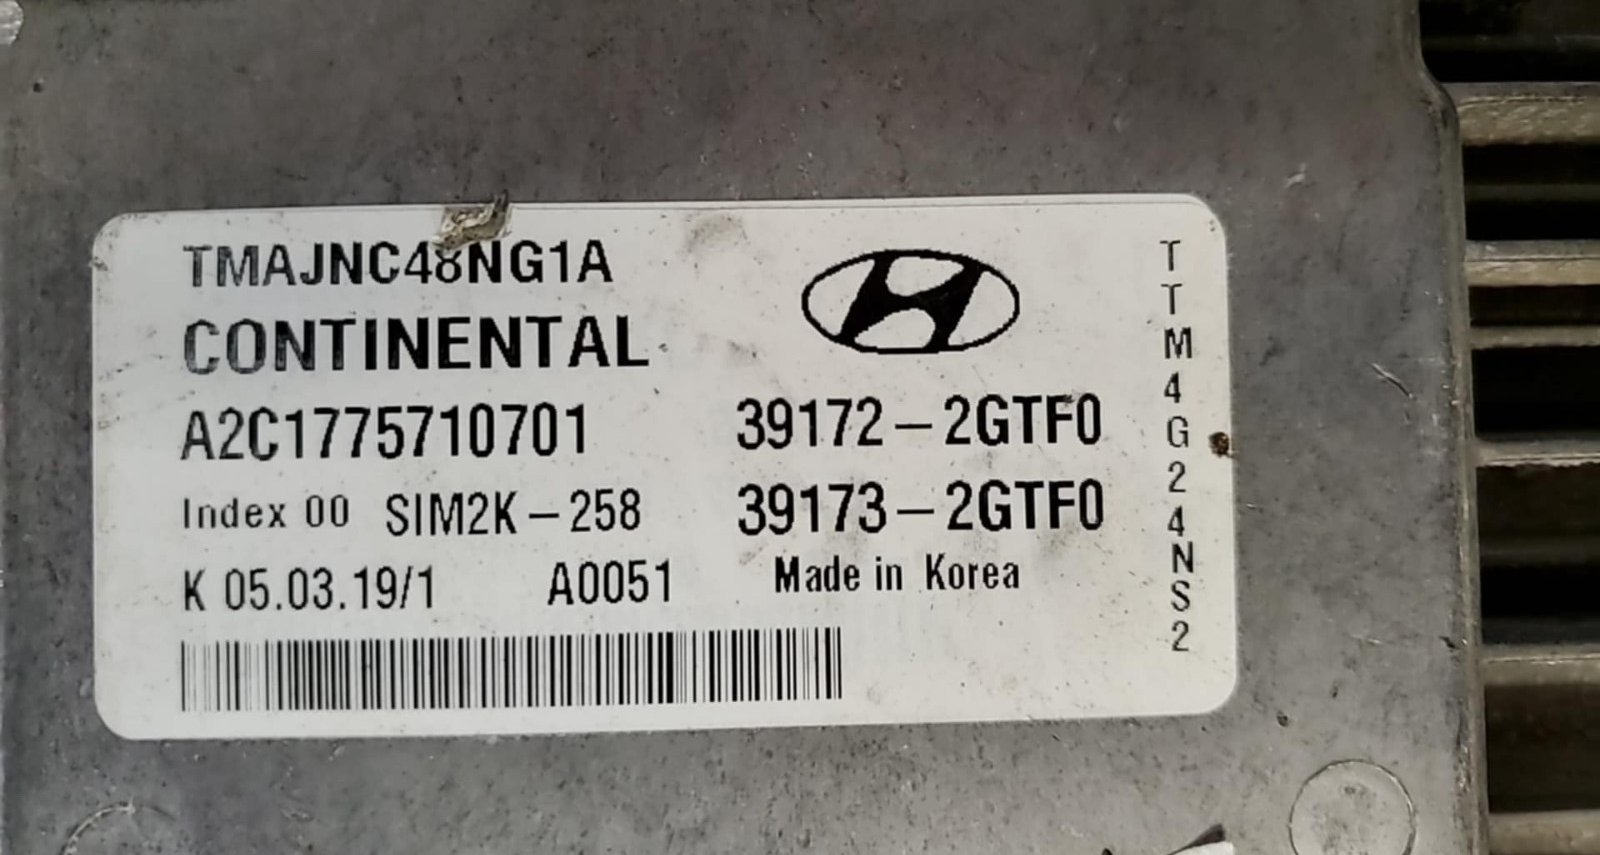 TMAJNC48NG1A
CONTINENTAL
A2C1775710701
39172-2GTF0
Index 00 SIM2K-258
39173-2GTF0
K 05.03.19/1 A0051
Made in Korea
TTM4G24NS2